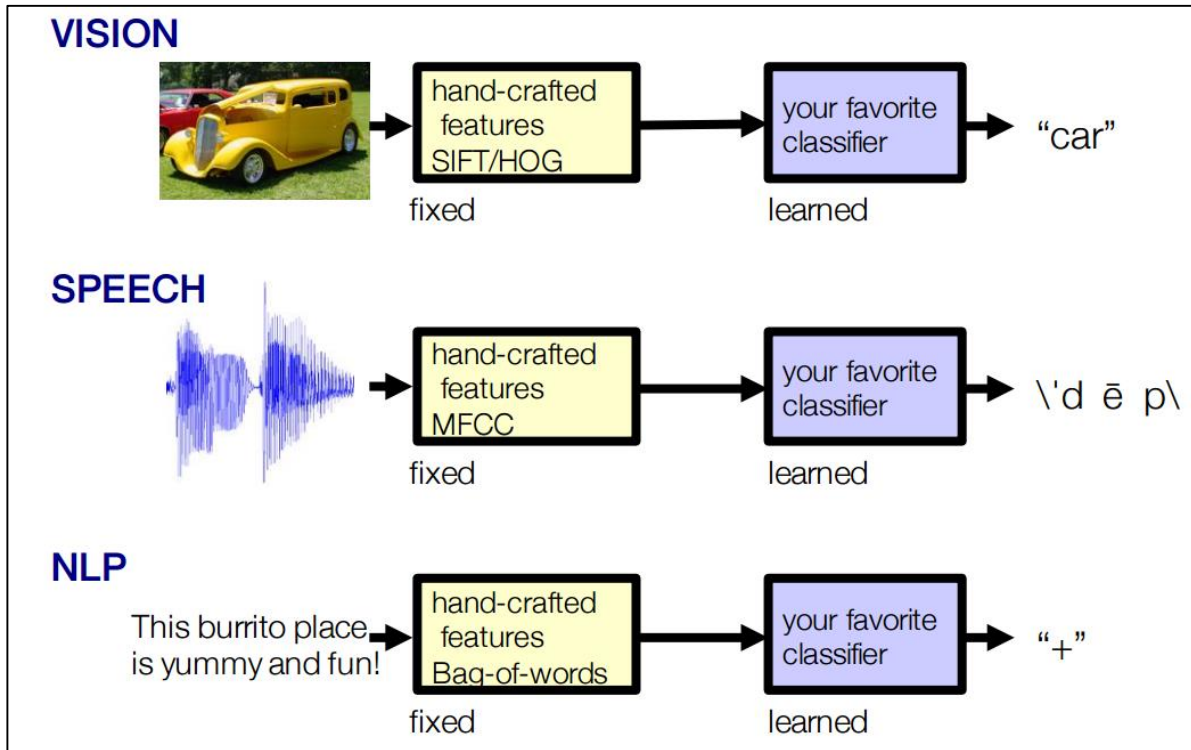 VISION
hand-crafted
features
SIFT/HOG
fixed
your favorite
classifier
learned
“car”
SPEECH
hand-crafted
features
MFCC
fixed
your favorite
classifier
learned
\'d ē p\
NLP
This burrito place
is yummy and fun!
hand-crafted
features
Bag-of-words
fixed
your favorite
classifier
learned
“+”